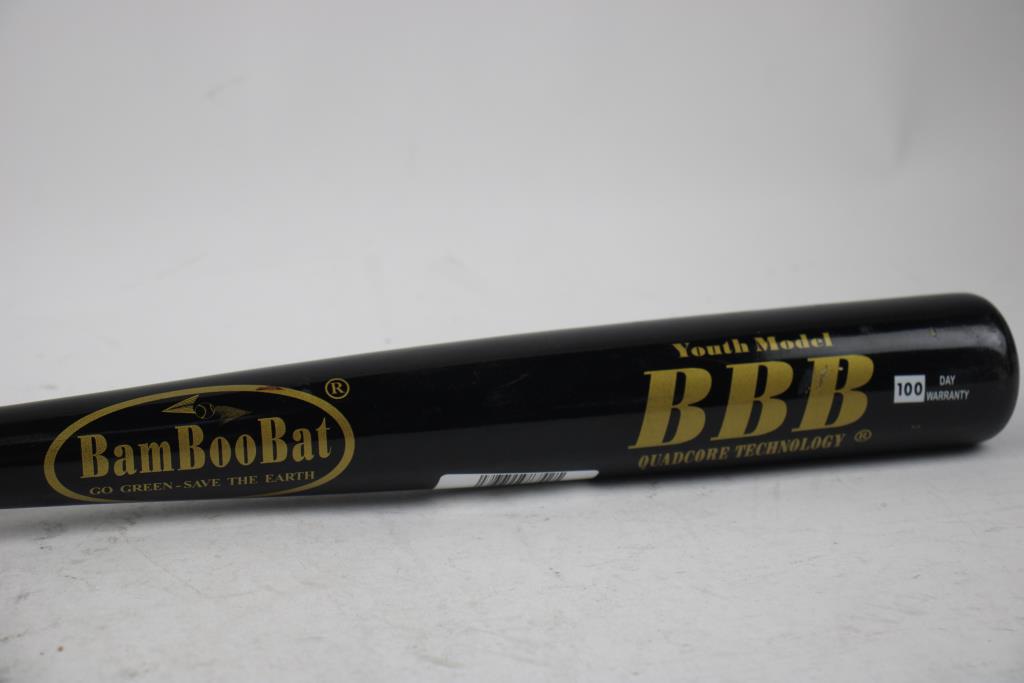 BamBooBat ®
GO GREEN-SAVE THE EARTH
Youth Model
BBB
QUADCORE TECHNOLOGY ®
100 DAY
WARRANTY